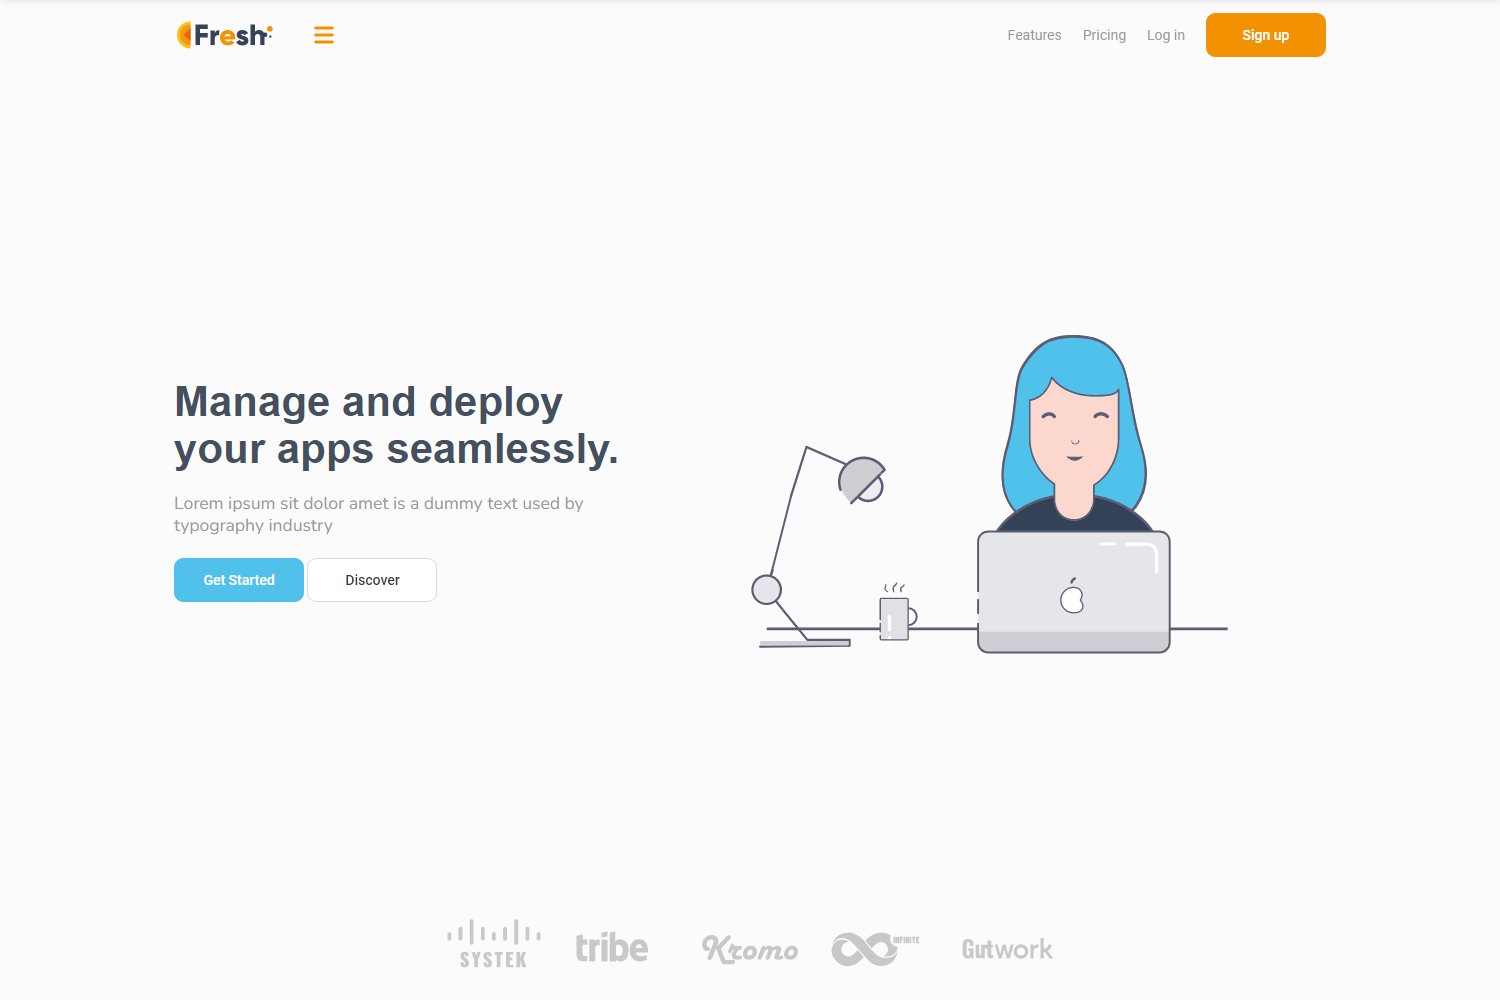 Fresh
Features Pricing Log in Sign up
Manage and deploy
your apps seamlessly.
Lorem ipsum sit dolor amet is a dummy text used by
typography industry
Get Started Discover
SYSTEK tribe Kromo INFINITE Gutwork